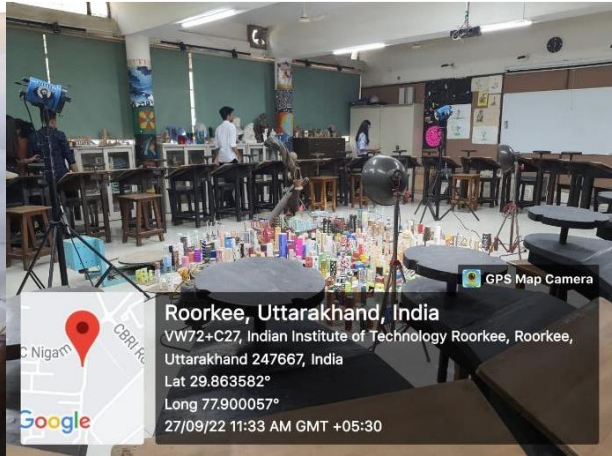 GPS Map Camera
Roorkee, Uttarakhand, India
VW72+C27, Indian Institute of Technology Roorkee, Roorkee,
Uttarakhand 247667, India
Lat 29.863582°
Long 77.900057°
27/09/22 11:33 AM GMT +05:30
C Nigam
CBRI
Google